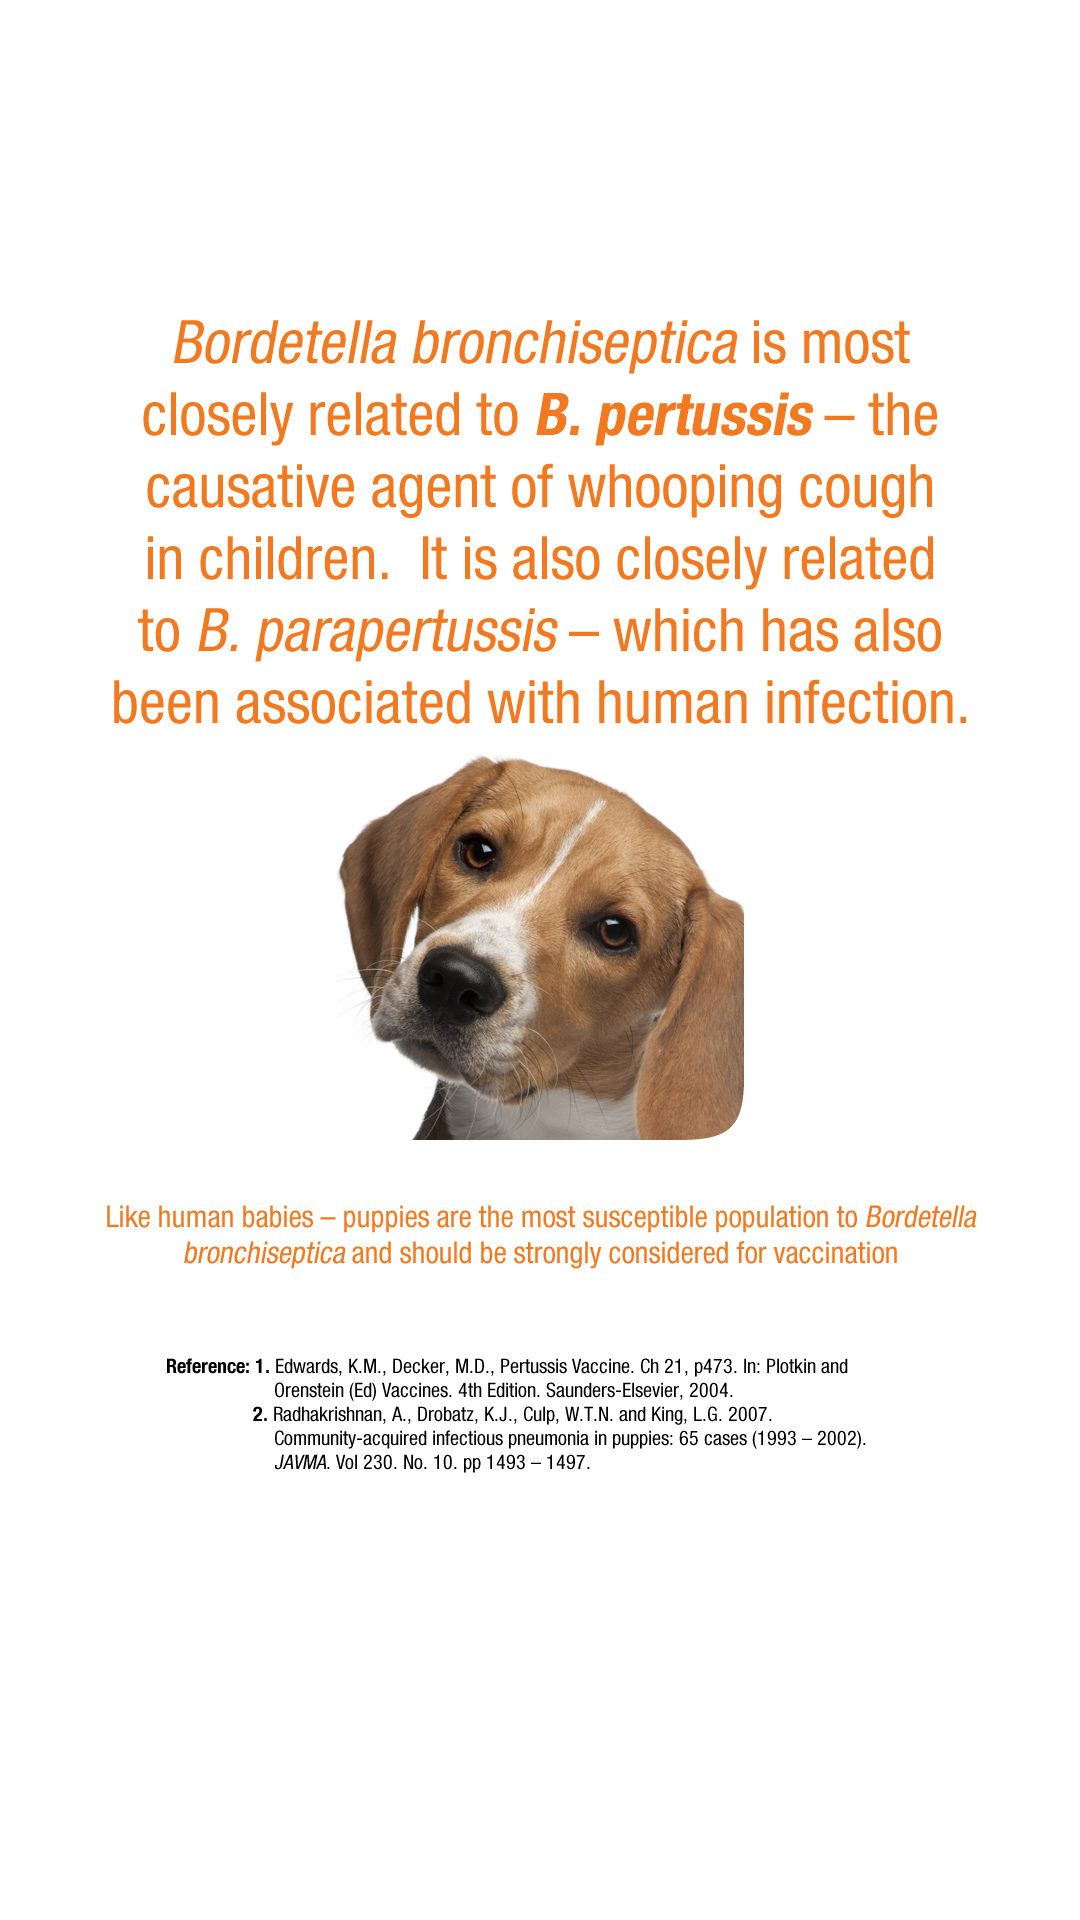 Bordetella bronchiseptica is most
closely related to B. pertussis – the
causative agent of whooping cough
in children.  It is also closely related
to B. parapertussis – which has also
been associated with human infection.
Like human babies – puppies are the most susceptible population to Bordetella
bronchiseptica and should be strongly considered for vaccination
Reference: 1. Edwards, K.M., Decker, M.D., Pertussis Vaccine. Ch 21, p473. In: Plotkin and
Orenstein (Ed) Vaccines. 4th Edition. Saunders-Elsevier, 2004.
2. Radhakrishnan, A., Drobatz, K.J., Culp, W.T.N. and King, L.G. 2007.
Community-acquired infectious pneumonia in puppies: 65 cases (1993 – 2002).
JAVMA. Vol 230. No. 10. pp 1493 – 1497.